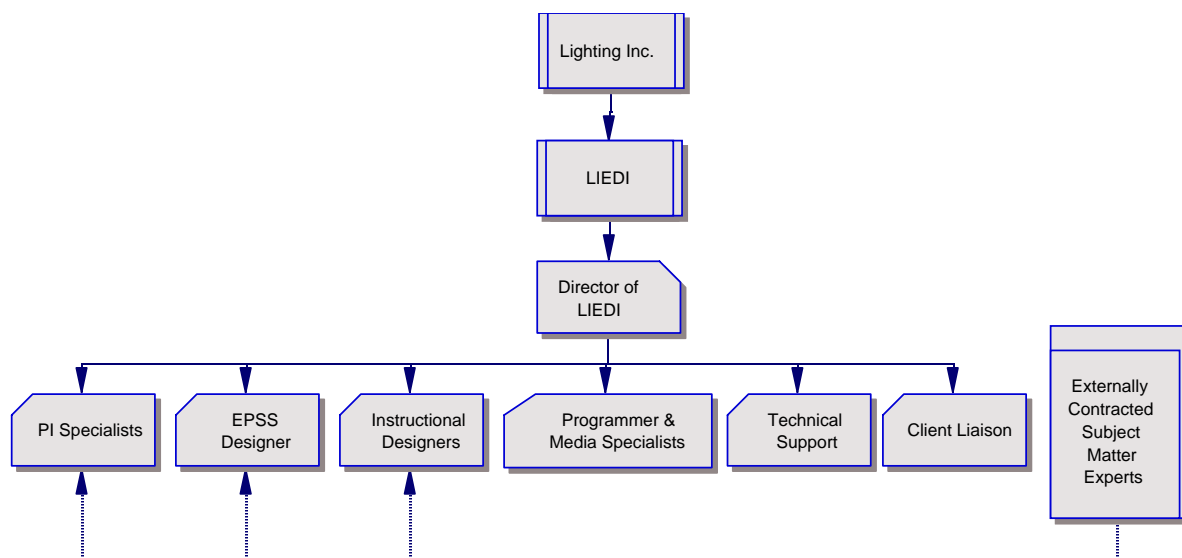 Lighting Inc.
LIEDI
Director of
LIEDI
PI Specialists
EPSS
Designer
Instructional
Designers
Programmer &
Media Specialists
Technical
Support
Client Liaison
Externally
Contracted
Subject
Matter
Experts